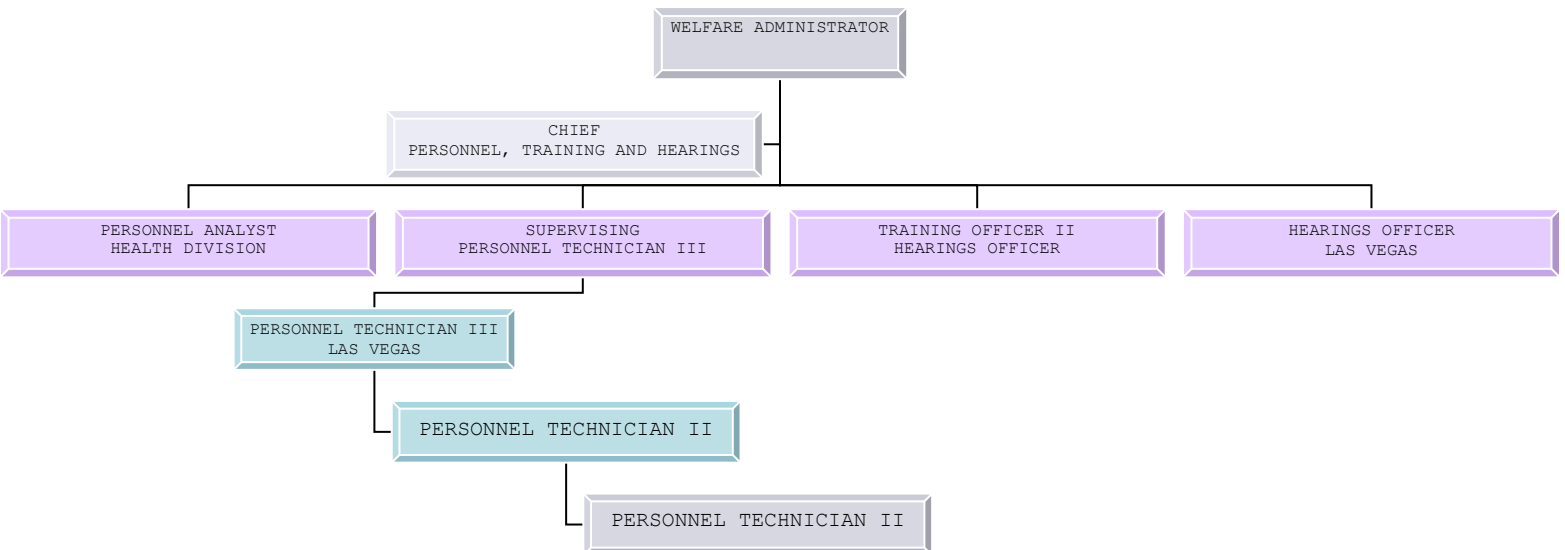 WELFARE ADMINISTRATOR
CHIEF
PERSONNEL, TRAINING AND HEARINGS
PERSONNEL ANALYST
HEALTH DIVISION
SUPERVISING
PERSONNEL TECHNICIAN III
TRAINING OFFICER II
HEARINGS OFFICER
HEARINGS OFFICER
LAS VEGAS
PERSONNEL TECHNICIAN III
LAS VEGAS
PERSONNEL TECHNICIAN II
PERSONNEL TECHNICIAN II